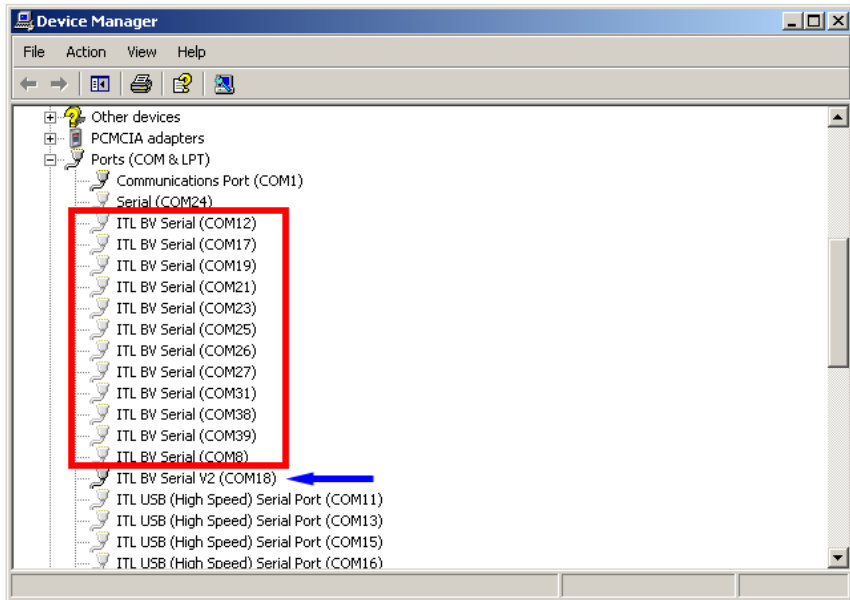 Device Manager
File Action View Help
Other devices
PCMCIA adapters
Ports (COM & LPT)
Communications Port (COM1)
Serial (COM24)
ITL BV Serial (COM12)
ITL BV Serial (COM17)
ITL BV Serial (COM19)
ITL BV Serial (COM21)
ITL BV Serial (COM23)
ITL BV Serial (COM25)
ITL BV Serial (COM26)
ITL BV Serial (COM27)
ITL BV Serial (COM31)
ITL BV Serial (COM38)
ITL BV Serial (COM39)
ITL BV Serial (COM8)
ITL BV Serial V2 (COM18)
ITL USB (High Speed) Serial Port (COM11)
ITL USB (High Speed) Serial Port (COM13)
ITL USB (High Speed) Serial Port (COM15)
ITL USB (High Speed) Serial Port (COM16)